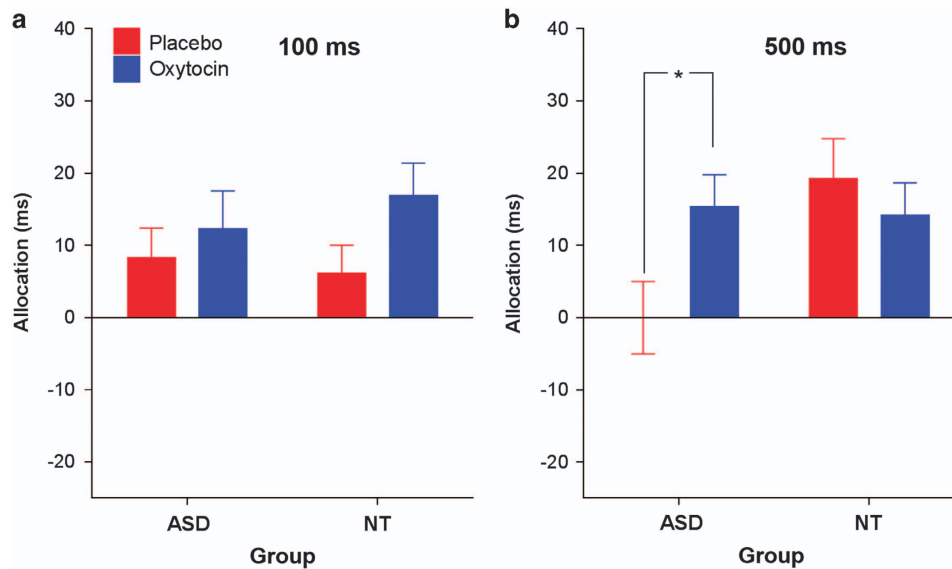 a
Placebo
Oxytocin
100 ms
Allocation (ms)
40
30
20
10
0
-10
-20
ASD
NT
Group
b
500 ms
*
Allocation (ms)
40
30
20
10
0
-10
-20
ASD
NT
Group